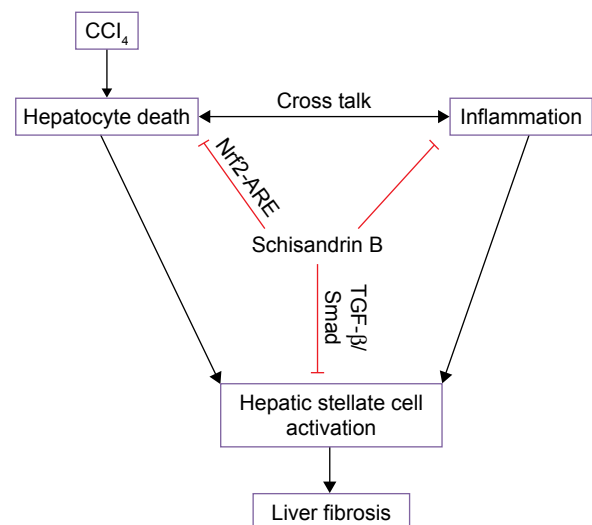 CCl₄
Hepatocyte death
Cross talk
Inflammation
Nrf2-ARE
Schisandrin B
TGF-β/
Smad
Hepatic stellate cell
activation
Liver fibrosis